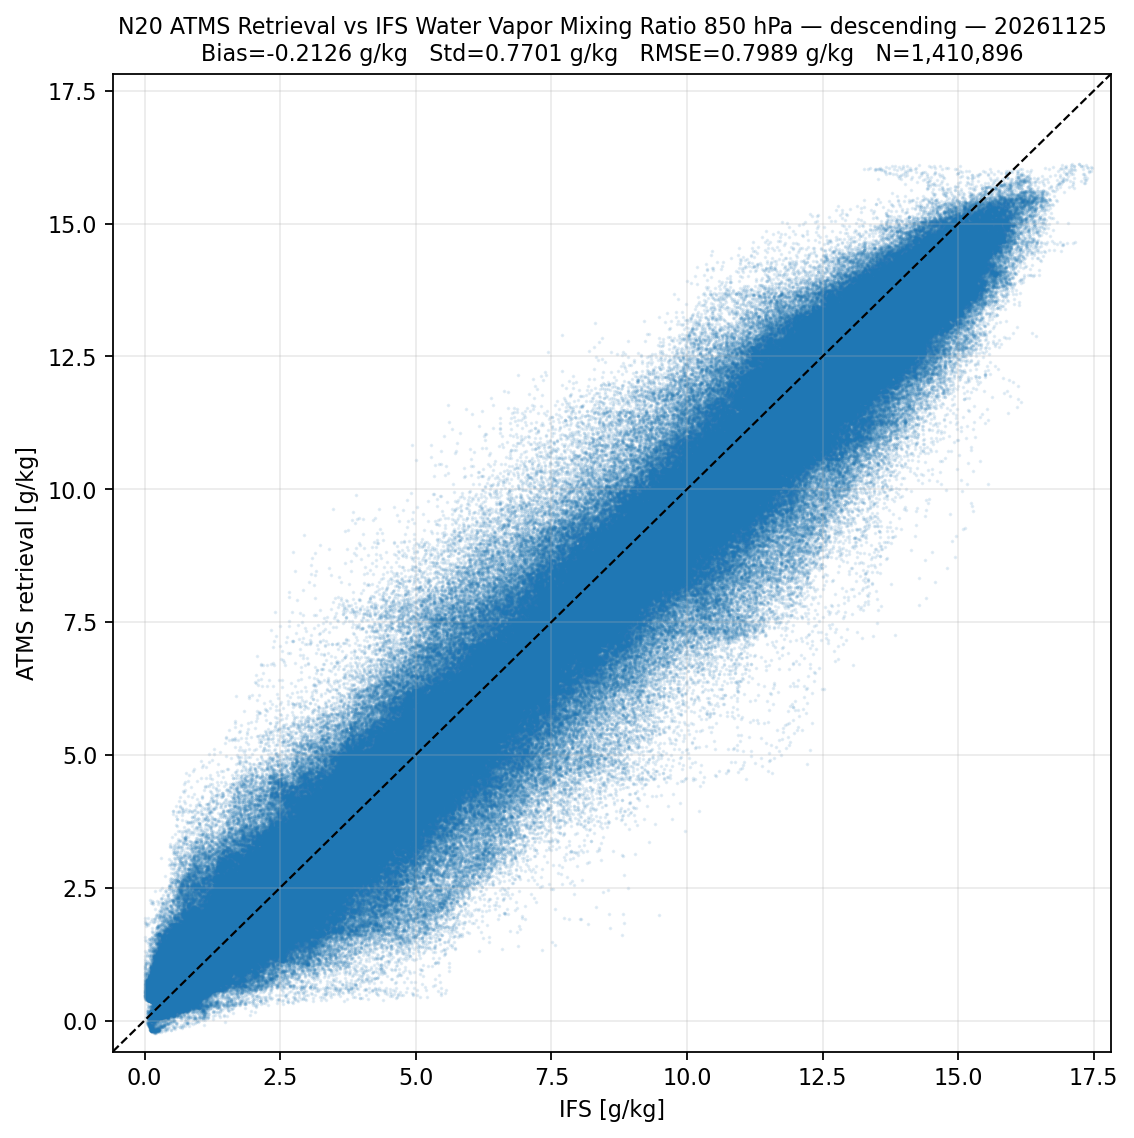 N20 ATMS Retrieval vs IFS Water Vapor Mixing Ratio 850 hPa — descending — 20261125
Bias=-0.2126 g/kg   Std=0.7701 g/kg   RMSE=0.7989 g/kg   N=1,410,896
17.5
15.0
12.5
10.0
7.5
5.0
2.5
0.0
ATMS retrieval [g/kg]
0.0 2.5 5.0 7.5 10.0 12.5 15.0 17.5
IFS [g/kg]